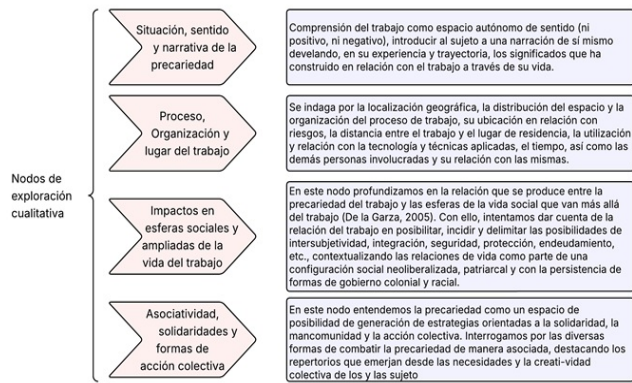 Nodos de
exploración
cualitativa
Situación, sentido
y narrativa de la
precariedad
Comprensión del trabajo como espacio autónomo de sentido (ni
positivo, ni negativo), introducir al sujeto a una narración de sí mismo
develando, en su experiencia y trayectoria, los significados que ha
construido en relación con el trabajo a través de su vida.
Proceso,
Organización y
lugar del trabajo
Se indaga por la localización geográfica, la distribución del espacio y la
organización del proceso de trabajo, su ubicación en relación con
riesgos, la distancia entre el trabajo y el lugar de residencia, la utilización
y relación con la tecnología y técnicas aplicadas, el tiempo, así como las
demás personas involucradas y su relación con las mismas.
Impactos en
esferas sociales y
ampliadas de la
vida del trabajo
En este nodo profundizamos en la relación que se produce entre la
precariedad del trabajo y las esferas de la vida social que van más allá
del trabajo (De la Garza, 2005). Con ello, intentamos dar cuenta de la
relación del trabajo en posibilitar, incidir y delimitar las posibilidades de
intersubjetividad, integración, seguridad, protección, endeudamiento,
etc., contextualizando las relaciones de vida como parte de una
configuración social neoliberalizada, patriarcal y con la persistencia de
formas de gobierno colonial y racial.
Asociatividad,
solidaridades y
formas de
acción colectiva
En este nodo entendemos la precariedad como un espacio de
posibilidad de generación de estrategias orientadas a la solidaridad, la
mancomunidad y la acción colectiva. Interrogamos por las diversas
formas de combatir la precariedad de manera asociada, destacando los
repertorios que emerjan desde las necesidades y la creati-vidad
colectiva de los y las sujeto